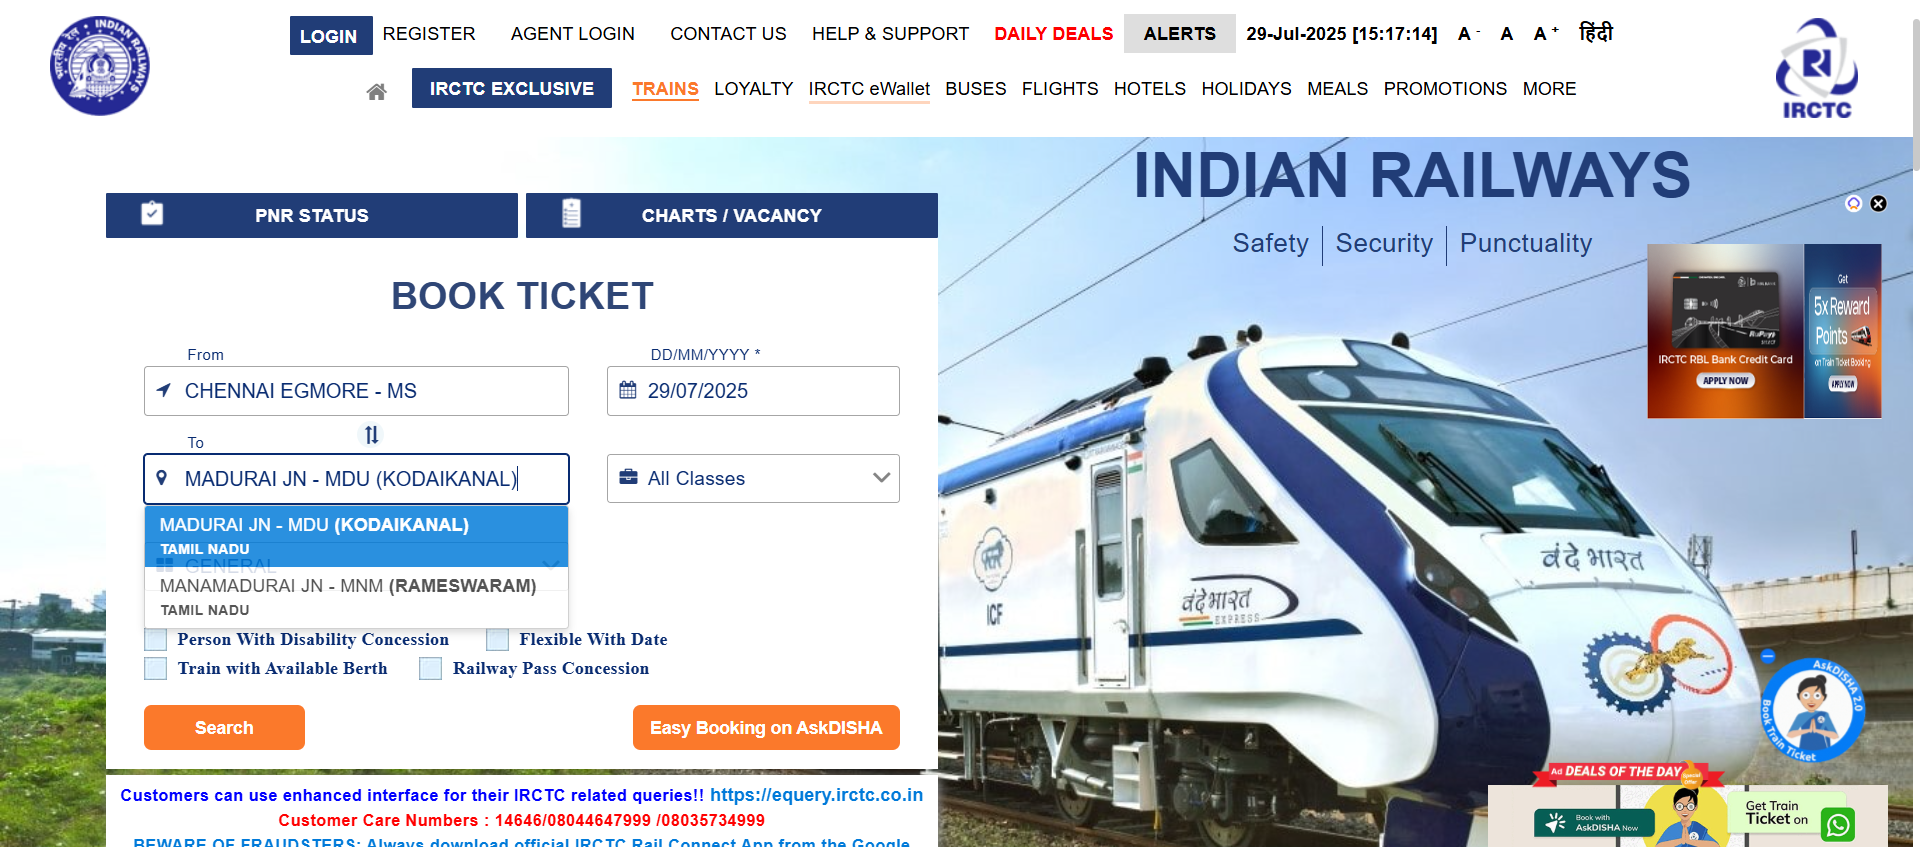 LOGIN REGISTER AGENT LOGIN CONTACT US HELP & SUPPORT DAILY DEALS ALERTS 29-Jul-2025 [15:17:14] A - A A + हिंदी
INDIAN RAILWAYS
भारतीय रेल
IRCTC EXCLUSIVE TRAINS LOYALTY IRCTC eWallet BUSES FLIGHTS HOTELS HOLIDAYS MEALS PROMOTIONS MORE
IRCTC
INDIAN RAILWAYS
Safety | Security | Punctuality
PNR STATUS
CHARTS / VACANCY
BOOK TICKET
From
CHENNAI EGMORE - MS
DD/MM/YYYY *
29/07/2025
To
MADURAI JN - MDU (KODAIKANAL)
All Classes
MADURAI JN - MDU (KODAIKANAL)
TAMIL NADU
GENERAL
MANAMADURAI JN - MNM (RAMESWARAM)
TAMIL NADU
Person With Disability Concession
Flexible With Date
Train with Available Berth
Railway Pass Concession
Search
Easy Booking on AskDISHA
Customers can use enhanced interface for their IRCTC related queries!! https://equery.irctc.co.in
Customer Care Numbers : 14646/08044647999 /08035734999
BEWARE OF FRAUDSTERS: Always download official IRCTC Rail Connect App from the Google
RuPay
IRCTC RBL Bank Credit Card
APPLY NOW
Get
5x Reward
Points
on Train Ticket Booking
APPLY NOW
ICF
वंदे भारत
EXPRESS
वंदे भारत
AskDISHA 2.0
Book Train Ticket
Ad DEALS OF THE DAY
Special
Offer
Book with
AskDISHA Now
Get Train
Ticket on